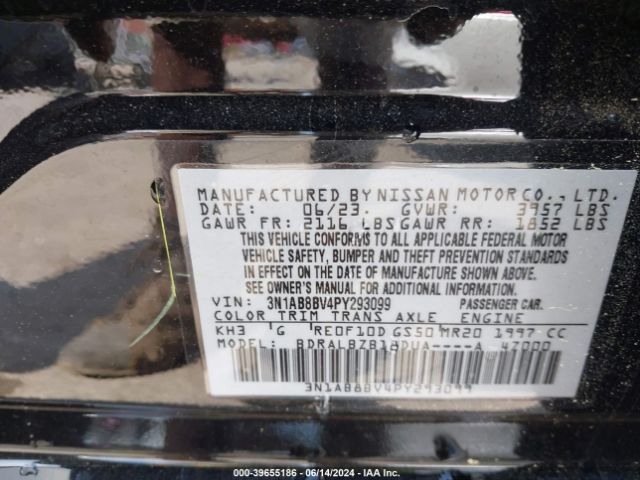 MANUFACTURED BY NISSAN MOTOR CO., LTD.
DATE: 06/23. GVWR: 3957 LBS
GAWR FR: 2116 LBS GAWR RR: 1852 LBS
THIS VEHICLE CONFORMS TO ALL APPLICABLE FEDERAL MOTOR
VEHICLE SAFETY, BUMPER AND THEFT PREVENTION STANDARDS
IN EFFECT ON THE DATE OF MANUFACTURE SHOWN ABOVE.
SEE OWNER'S MANUAL FOR ADDITIONAL INFORMATION.
VIN: 3N1AB8BV4PY293099 PASSENGER CAR.
COLOR TRIM TRANS AXLE ENGINE
KH3 G RE0F10D GS50 MR20 1997 CC
MODEL: BDRALBZB18DUA----A 47000
3N1AB8BV4PY293099
000-39655186 - 06/14/2024 - IAA Inc.